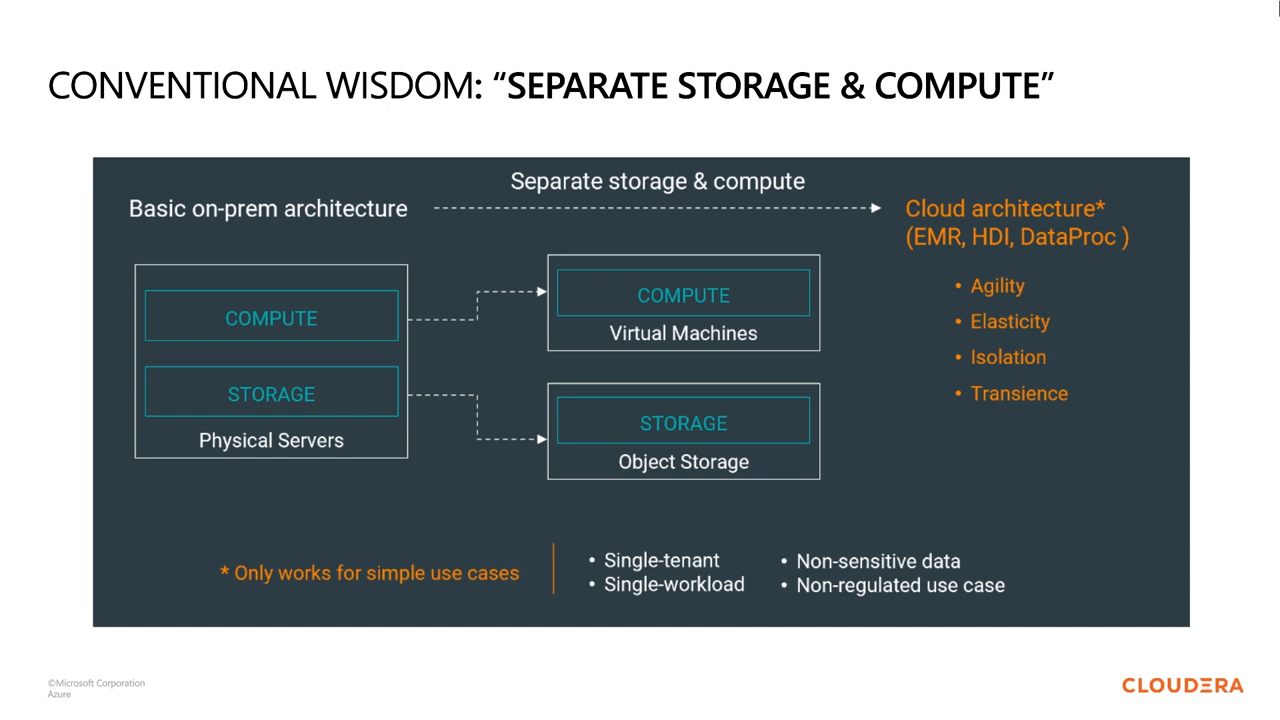 CONVENTIONAL WISDOM: “SEPARATE STORAGE & COMPUTE”
Separate storage & compute
Basic on-prem architecture
Cloud architecture*
(EMR, HDI, DataProc )
COMPUTE
STORAGE
Physical Servers
COMPUTE
Virtual Machines
STORAGE
Object Storage
• Agility
• Elasticity
• Isolation
• Transience
* Only works for simple use cases
• Single-tenant
• Single-workload
• Non-sensitive data
• Non-regulated use case
©Microsoft Corporation
Azure
CLOUDERA